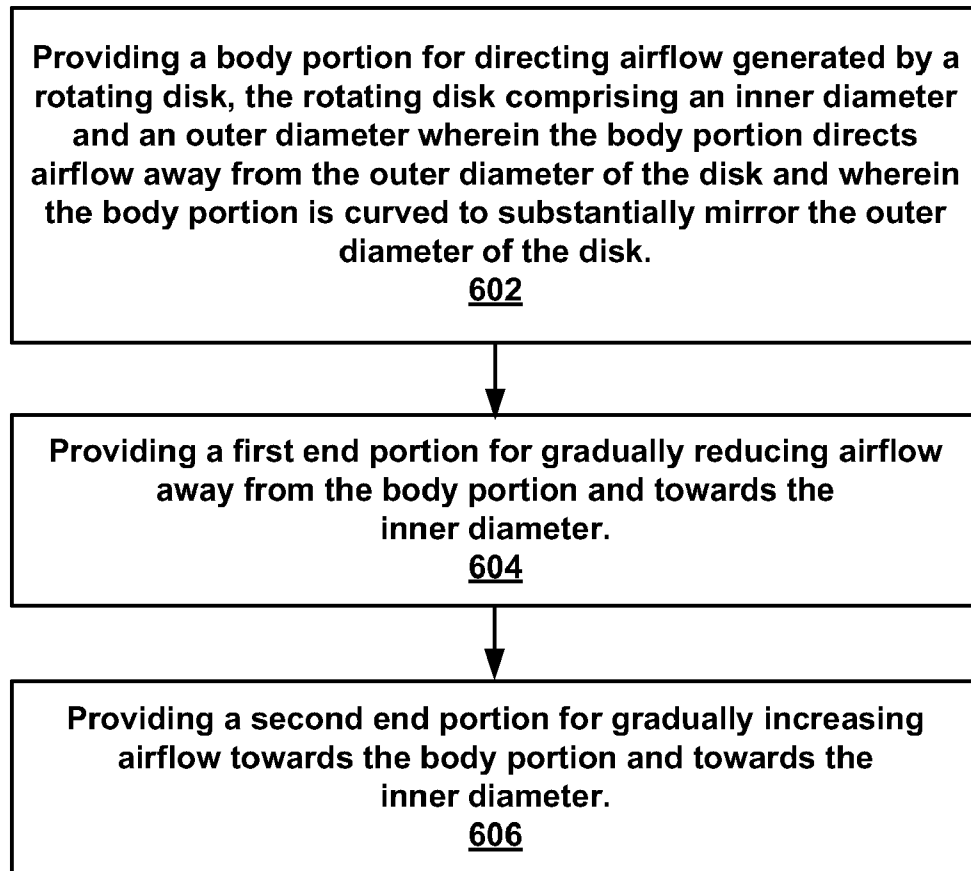 Providing a body portion for directing airflow generated by a
rotating disk, the rotating disk comprising an inner diameter
and an outer diameter wherein the body portion directs
airflow away from the outer diameter of the disk and wherein
the body portion is curved to substantially mirror the outer
diameter of the disk.
602
Providing a first end portion for gradually reducing airflow
away from the body portion and towards the
inner diameter.
604
Providing a second end portion for gradually increasing
airflow towards the body portion and towards the
inner diameter.
606